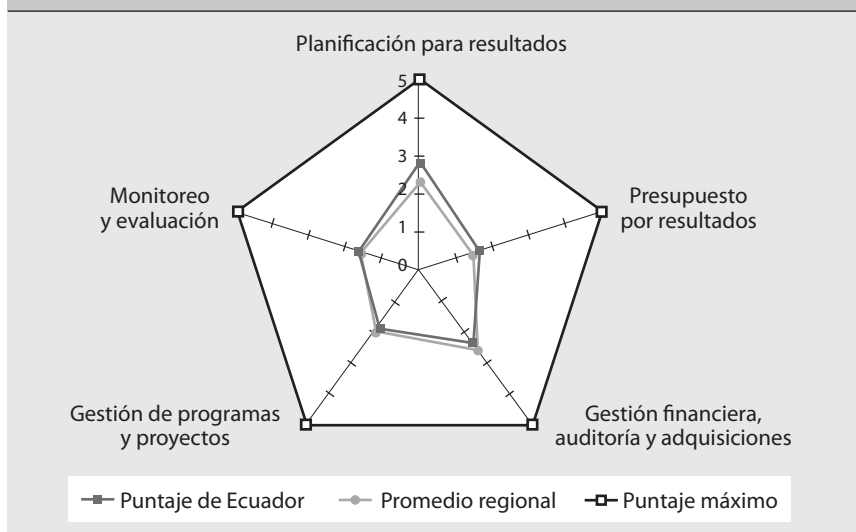 Planificación para resultados
5
4
3
2
1
0
Monitoreo
y evaluación
Presupuesto
por resultados
Gestión de programas
y proyectos
Gestión financiera,
auditoría y adquisiciones
Puntaje de Ecuador
Promedio regional
Puntaje máximo